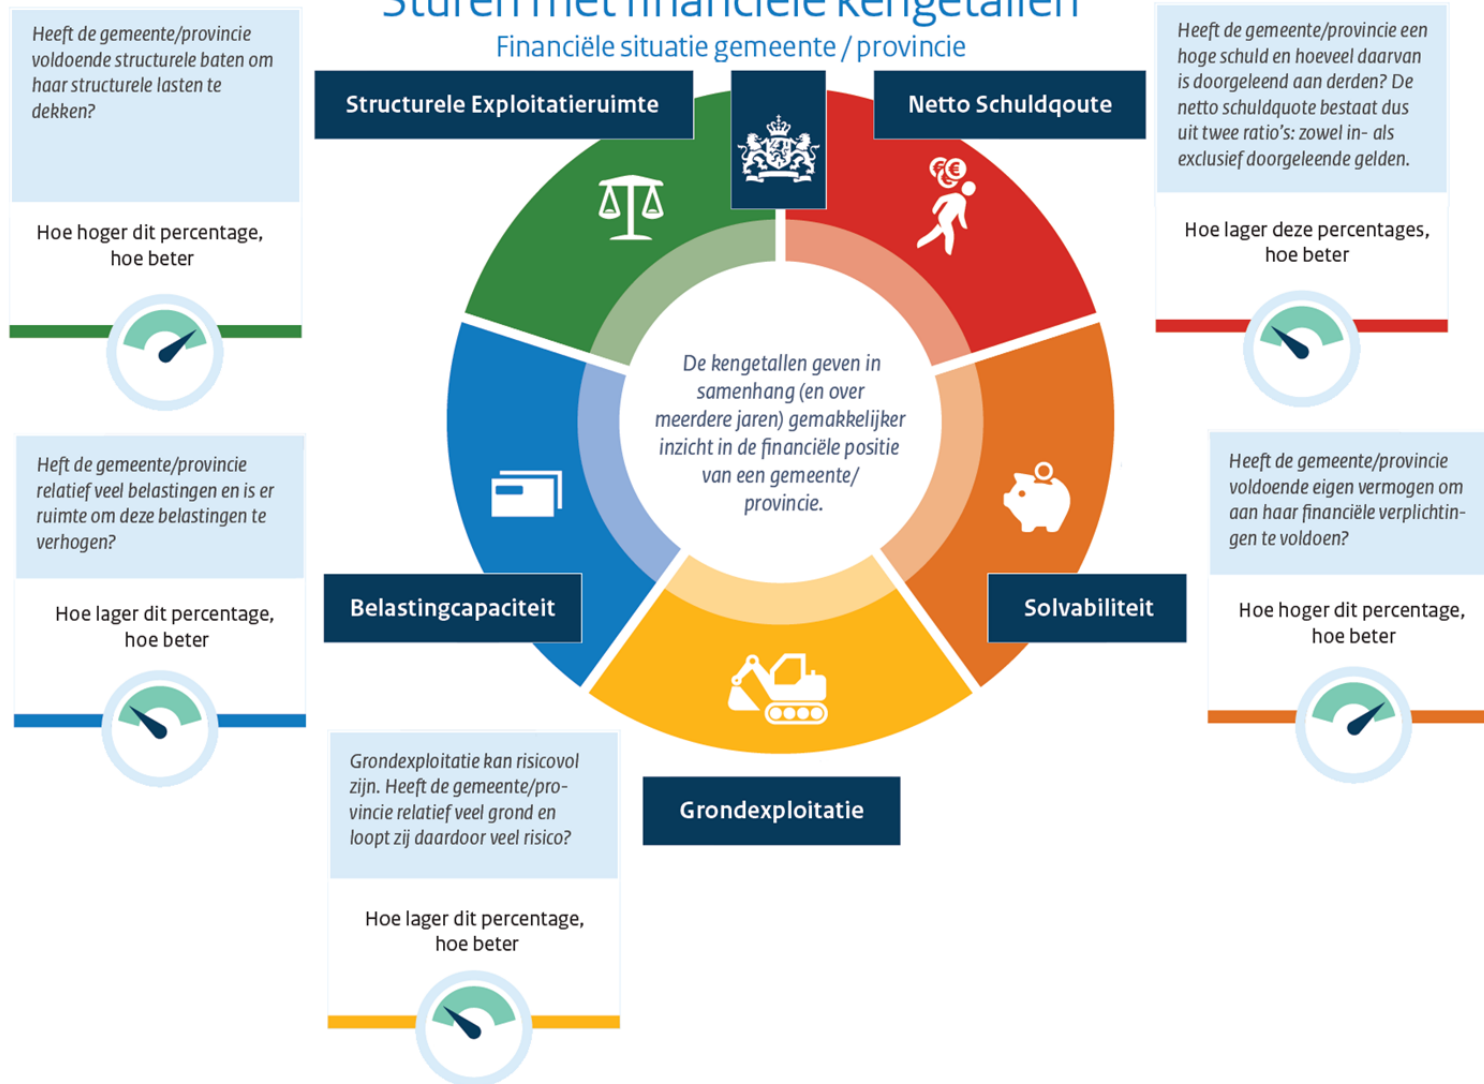 Sturen met financiële kengetallen
Financiële situatie gemeente / provincie
Heeft de gemeente/provincie
voldoende structurele baten om
haar structurele lasten te
dekken?
Hoe hoger dit percentage,
hoe beter
Structurele Exploitatieruimte
Netto Schuldqoute
Heeft de gemeente/provincie een
hoge schuld en hoeveel daarvan
is doorgeleend aan derden? De
netto schuldquote bestaat dus
uit twee ratio's: zowel in- als
exclusief doorgeleende gelden.
Hoe lager deze percentages,
hoe beter
De kengetallen geven in
samenhang (en over
meerdere jaren) gemakkelijker
inzicht in de financiële positie
van een gemeente/
provincie.
Heft de gemeente/provincie
relatief veel belastingen en is er
ruimte om deze belastingen te
verhogen?
Hoe lager dit percentage,
hoe beter
Belastingcapaciteit
Solvabiliteit
Heeft de gemeente/provincie
voldoende eigen vermogen om
aan haar financiële verplichtin-
gen te voldoen?
Hoe hoger dit percentage,
hoe beter
Grondexploitatie kan risicovol
zijn. Heeft de gemeente/pro-
vincie relatief veel grond en
loopt zij daardoor veel risico?
Hoe lager dit percentage,
hoe beter
Grondexploitatie